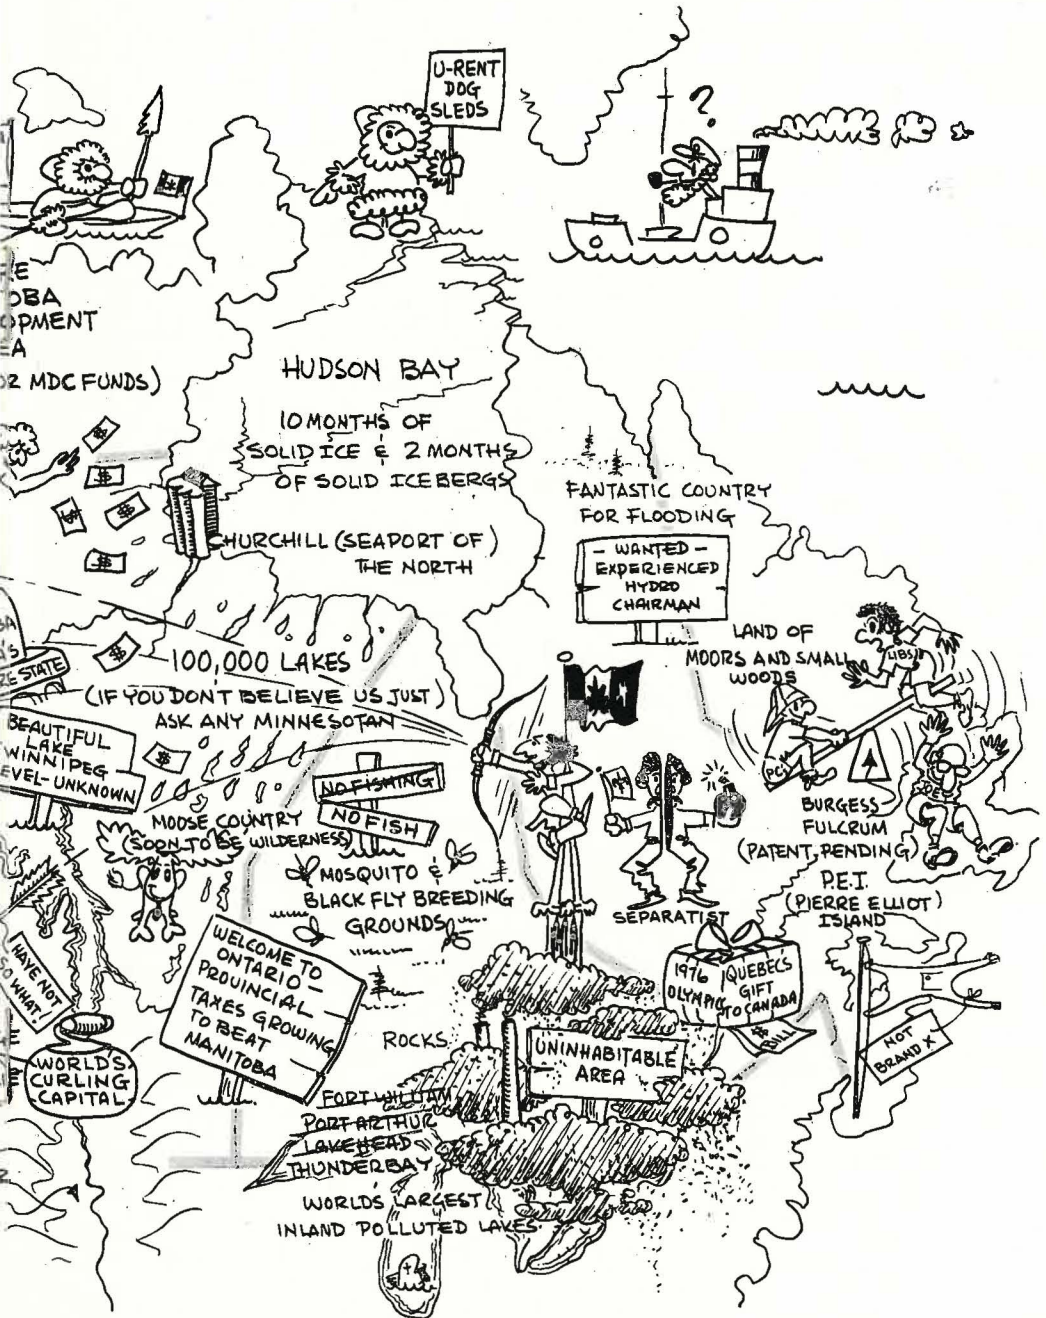 U-RENT
DOG
SLEDS
?
OPMENT
MDC FUNDS)
HUDSON BAY
10 MONTHS OF
SOLID ICE & 2 MONTHS
OF SOLID ICEBERGS
CHURCHILL (SEAPORT OF)
THE NORTH
FANTASTIC COUNTRY
FOR FLOODING
- WANTED -
EXPERIENCED
HYDRO
CHAIRMAN
LAND OF
MOORS AND SMALL
WOODS
LIBS
PC
BURGESS
FULCRUM
(PATENT, PENDING)
P.E.I.
(PIERRE ELLIOT)
ISLAND
100,000 LAKES
(IF YOU DON'T BELIEVE US JUST)
ASK ANY MINNESOTAN
STATE
BEAUTIFUL
LAKE
WINNIPEG
LEVEL-UNKNOWN
$
$
$
$
$
$
$
NO FISHING
NO FISH
MOOSE COUNTRY
(SOON TO BE WILDERNESS)
MOSQUITO &
BLACK FLY BREEDING
GROUNDS
SEPARATIST
1976
OLYMPIC
QUEBECS
GIFT
TO CANADA
$
BILL
NOT
BRAND X
HAVE NOT
SO WHAT
WORLD'S
CURLING
CAPITAL
WELCOME TO
ONTARIO -
PROVINCIAL
TAXES GROWING
TO BEAT
MANITOBA
ROCKS
UNINHABITABLE
AREA
FORT WILLIAM
PORT ARTHUR
LAKEHEAD
THUNDERBAY
WORLDS LARGEST
INLAND POLLUTED LAKES